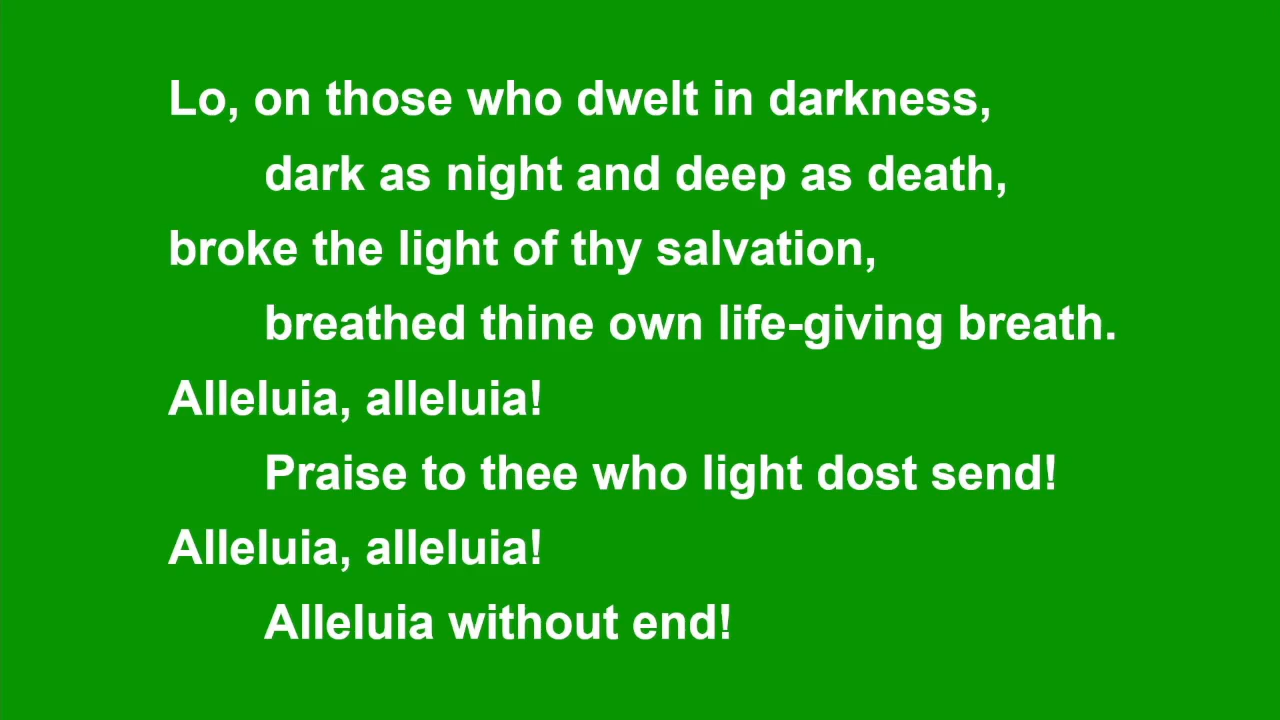 Lo, on those who dwelt in darkness,
dark as night and deep as death,
broke the light of thy salvation,
breathed thine own life-giving breath.
Alleluia, alleluia!
Praise to thee who light dost send!
Alleluia, alleluia!
Alleluia without end!